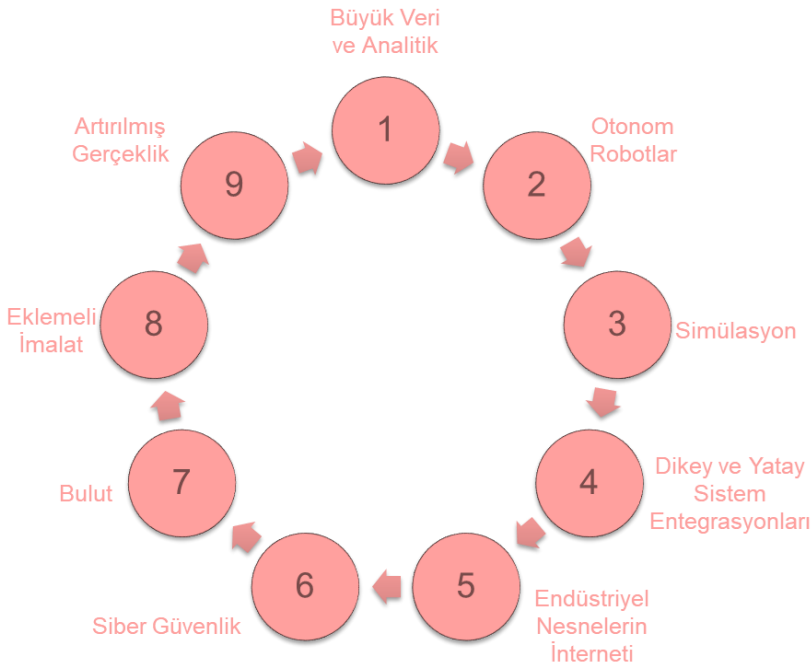 Büyük Veri
ve Analitik
1
Otonom
Robotlar
2
Simülasyon
3
Dikey ve Yatay
Sistem
Entegrasyonları
4
Endüstriyel
Nesnelerin
İnterneti
5
Siber Güvenlik
6
Bulut
7
Eklemeli
İmalat
8
Artırılmış
Gerçeklik
9